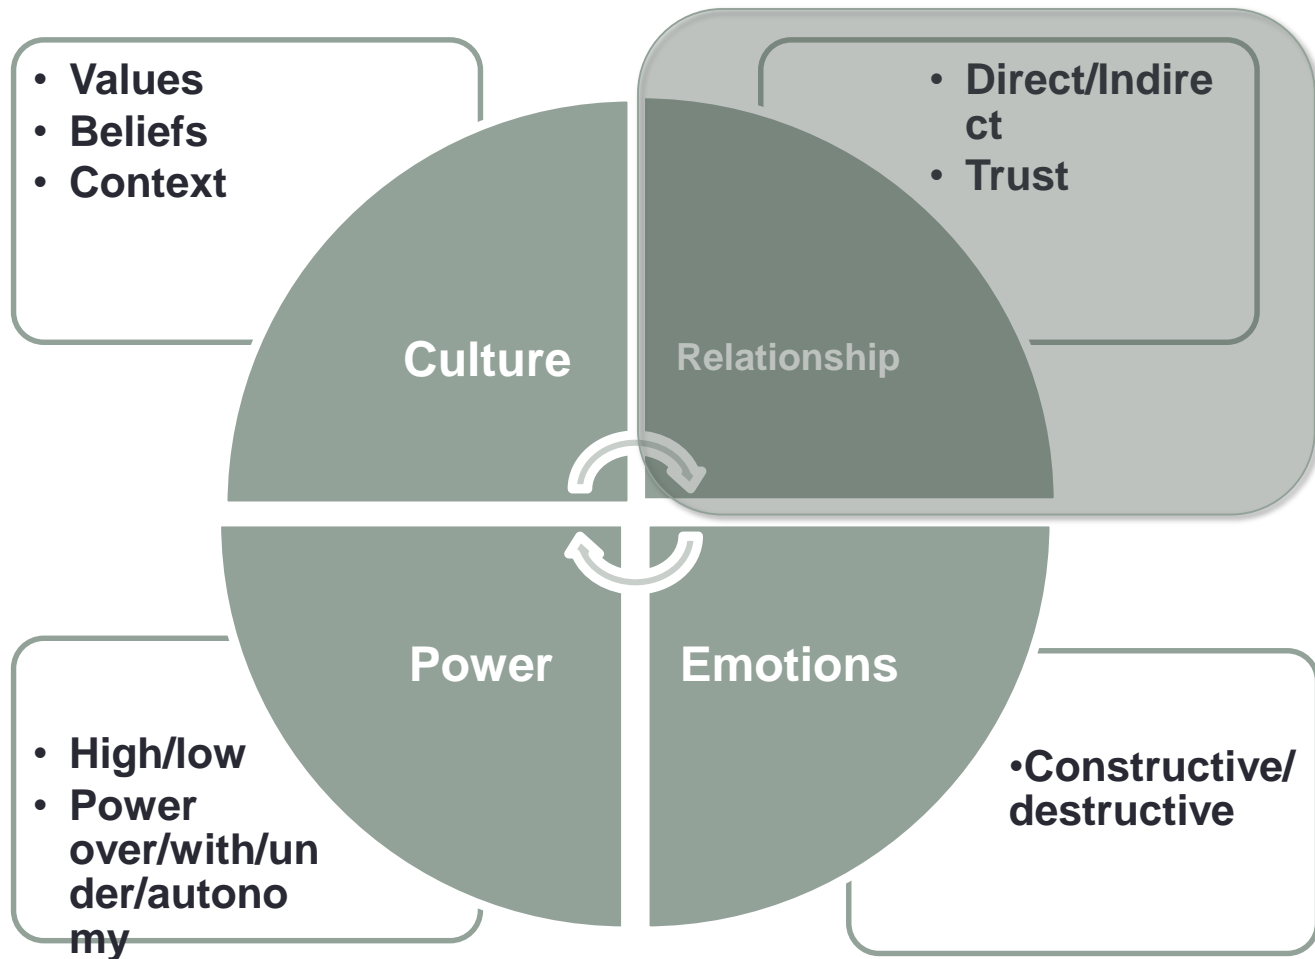 • Values
• Beliefs
• Context
• Direct/Indire
ct
• Trust
Culture
Relationship
Power
Emotions
• High/low
• Power
over/with/un
der/autono
my
•Constructive/
destructive